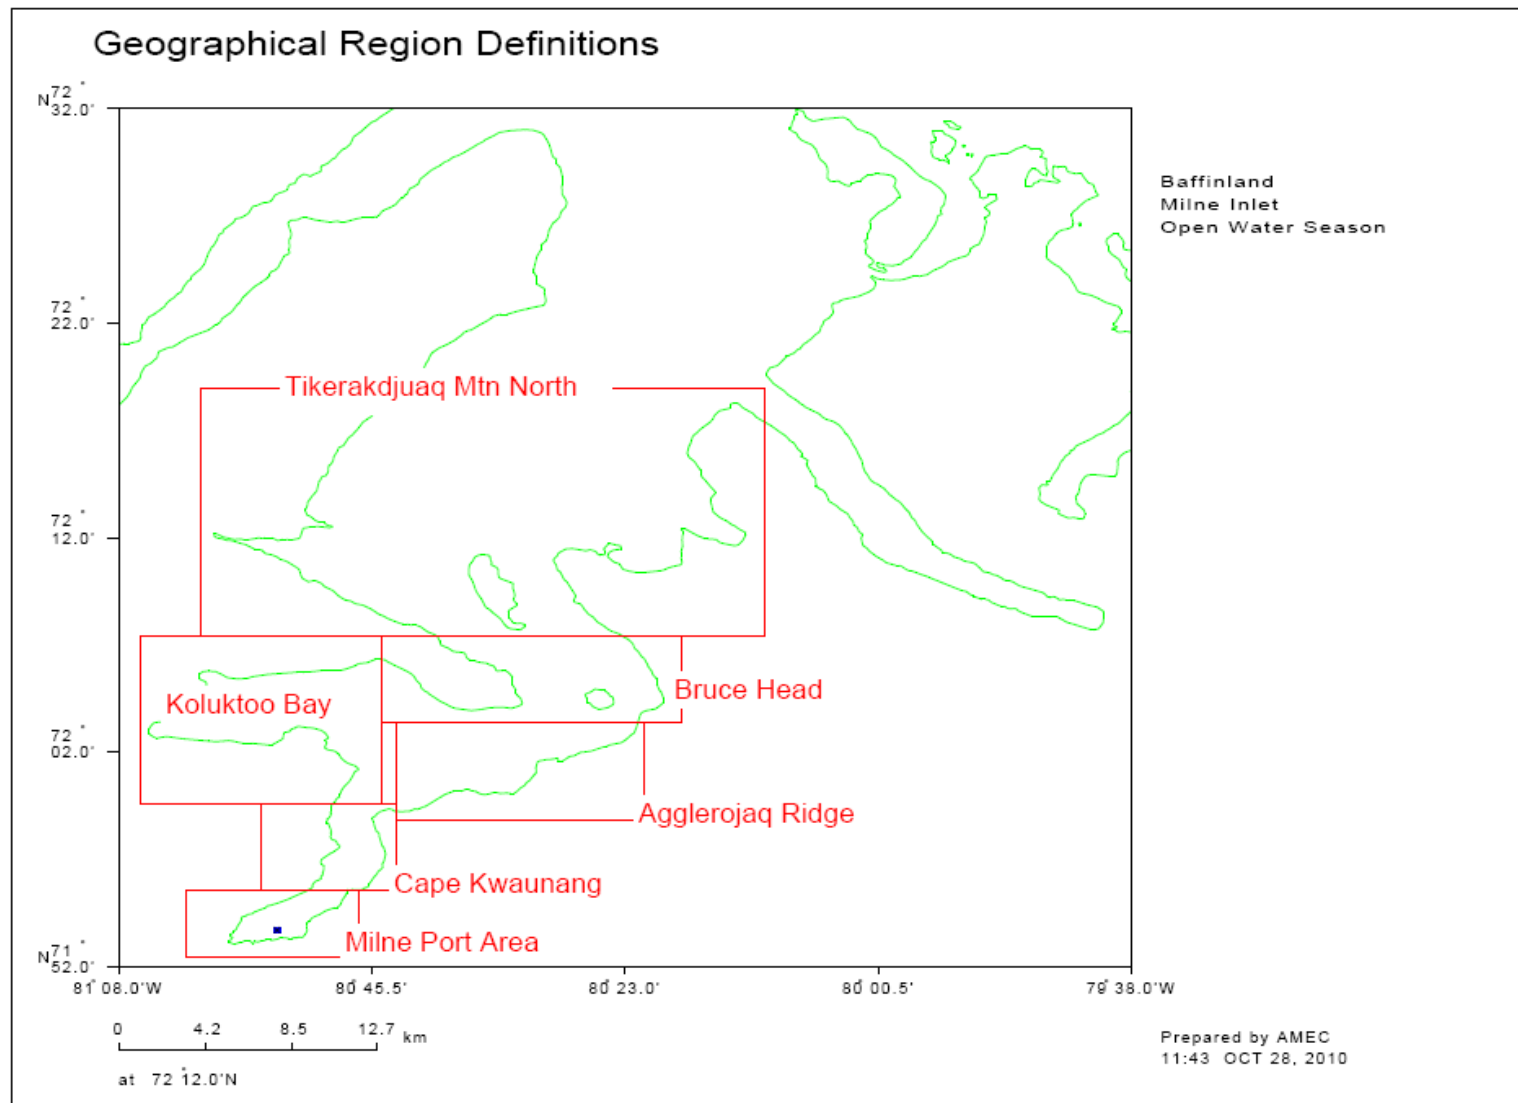 Geographical Region Definitions
N 72° 32.0'
Baffinland
Milne Inlet
Open Water Season
72° 22.0'
Tikerakdjuaq Mtn North
72° 12.0'
Bruce Head
Koluktoo Bay
72° 02.0'
Agglerojaq Ridge
Cape Kwaunang
Milne Port Area
N 71° 52.0'
81° 08.0'W 80° 45.5' 80° 23.0' 80° 00.5' 79° 38.0'W
0 4.2 8.5 12.7 km
at 72° 12.0'N
Prepared by AMEC
11:43 OCT 28, 2010